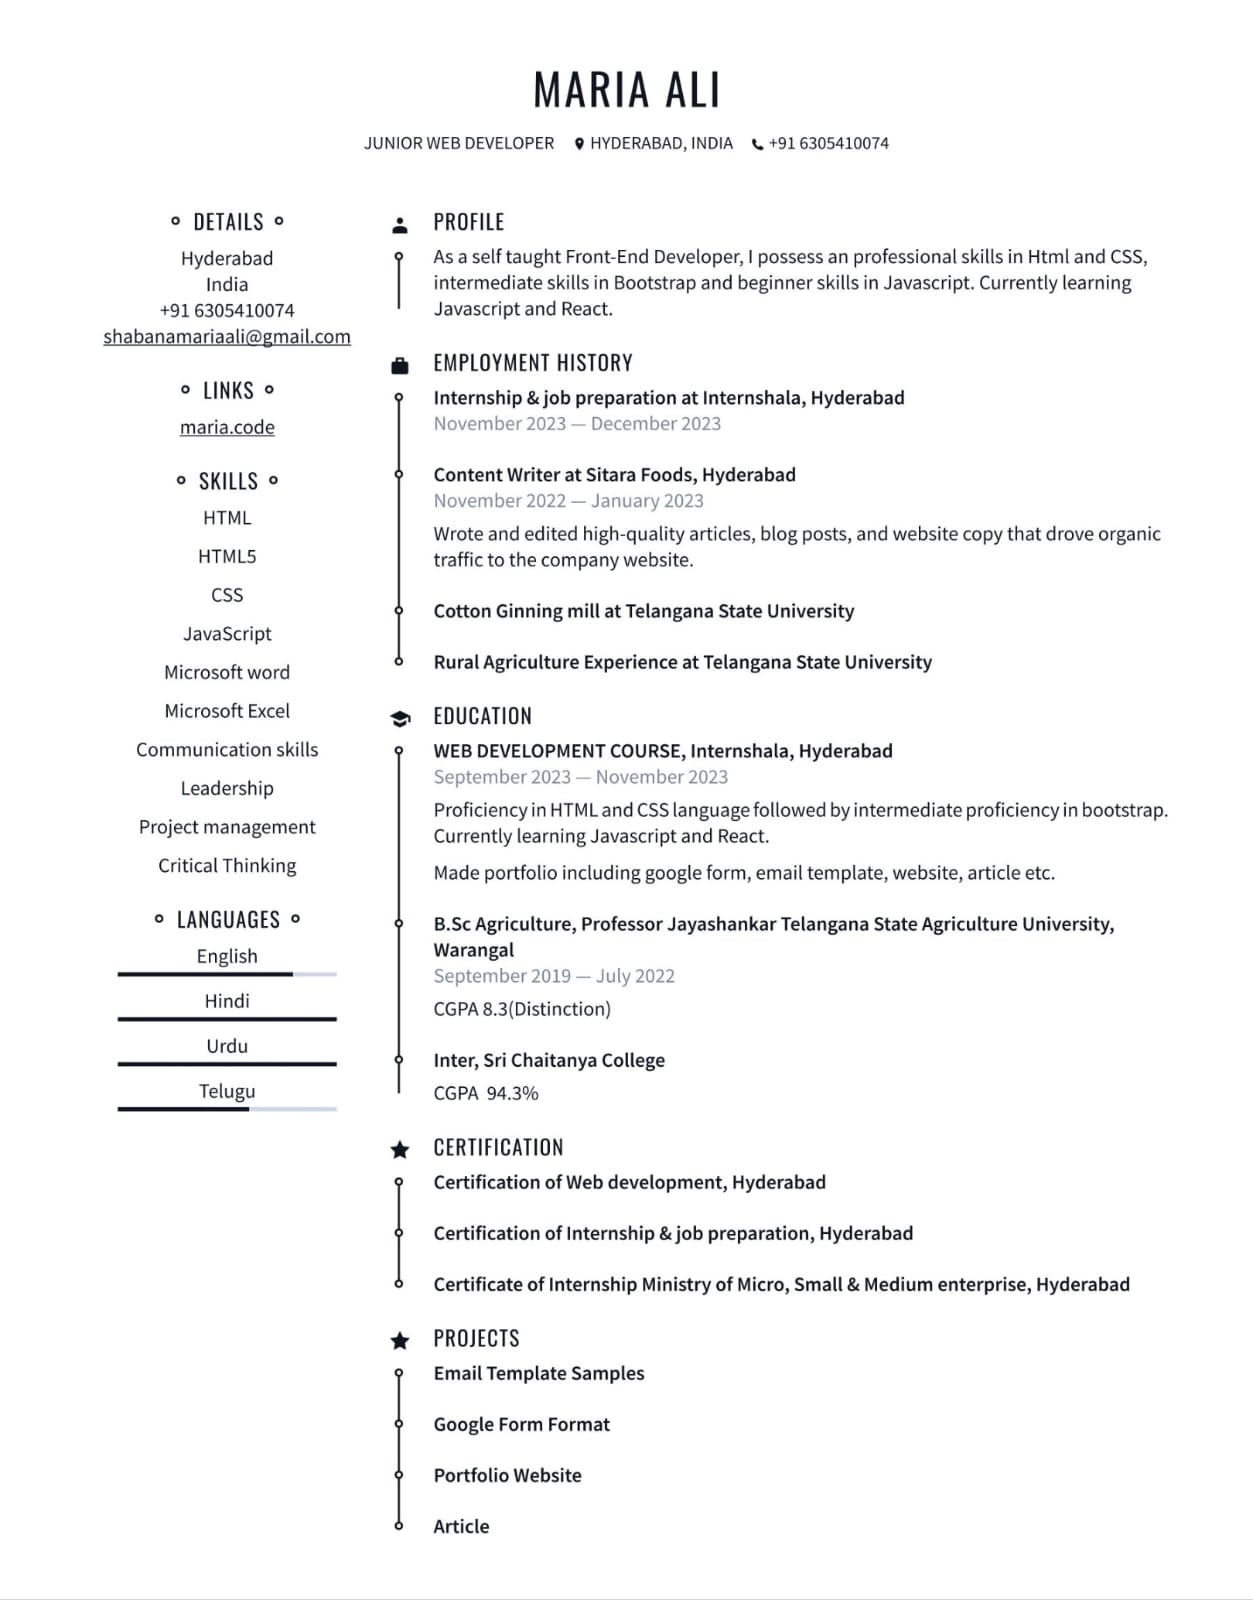 MARIA ALI
JUNIOR WEB DEVELOPER HYDERABAD, INDIA +91 6305410074
DETAILS
Hyderabad
India
+91 6305410074
shabanamariaali@gmail.com
LINKS
maria.code
SKILLS
HTML
HTML5
CSS
JavaScript
Microsoft word
Microsoft Excel
Communication skills
Leadership
Project management
Critical Thinking
LANGUAGES
English
Hindi
Urdu
Telugu
PROFILE
As a self taught Front-End Developer, I possess an professional skills in Html and CSS,
intermediate skills in Bootstrap and beginner skills in Javascript. Currently learning
Javascript and React.
EMPLOYMENT HISTORY
Internship & job preparation at Internshala, Hyderabad
November 2023 — December 2023
Content Writer at Sitara Foods, Hyderabad
November 2022 — January 2023
Wrote and edited high-quality articles, blog posts, and website copy that drove organic
traffic to the company website.
Cotton Ginning mill at Telangana State University
Rural Agriculture Experience at Telangana State University
EDUCATION
WEB DEVELOPMENT COURSE, Internshala, Hyderabad
September 2023 — November 2023
Proficiency in HTML and CSS language followed by intermediate proficiency in bootstrap.
Currently learning Javascript and React.
Made portfolio including google form, email template, website, article etc.
B.Sc Agriculture, Professor Jayashankar Telangana State Agriculture University,
Warangal
September 2019 — July 2022
CGPA 8.3(Distinction)
Inter, Sri Chaitanya College
CGPA 94.3%
CERTIFICATION
Certification of Web development, Hyderabad
Certification of Internship & job preparation, Hyderabad
Certificate of Internship Ministry of Micro, Small & Medium enterprise, Hyderabad
PROJECTS
Email Template Samples
Google Form Format
Portfolio Website
Article